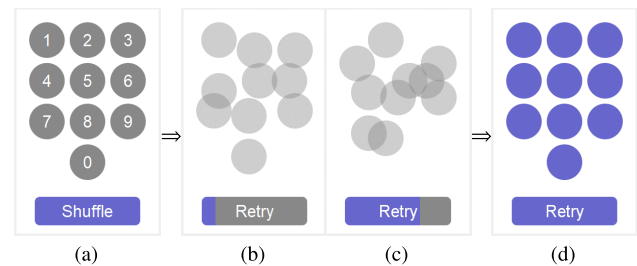 1 2 3
4 5 6
7 8 9
0
Shuffle
⇒
Retry
Retry
⇒
Retry
(a) (b) (c) (d)